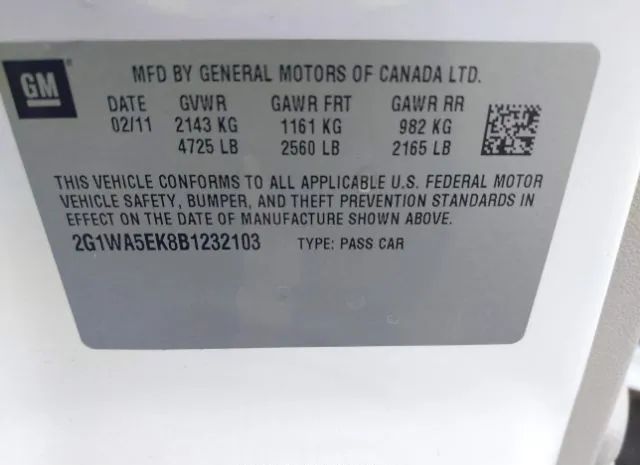 GM
MFD BY GENERAL MOTORS OF CANADA LTD.
DATE GVWR GAWR FRT GAWR RR
02/11 2143 KG 1161 KG 982 KG
4725 LB 2560 LB 2165 LB
THIS VEHICLE CONFORMS TO ALL APPLICABLE U.S. FEDERAL MOTOR
VEHICLE SAFETY, BUMPER, AND THEFT PREVENTION STANDARDS IN
EFFECT ON THE DATE OF MANUFACTURE SHOWN ABOVE.
2G1WA5EK8B1232103 TYPE: PASS CAR